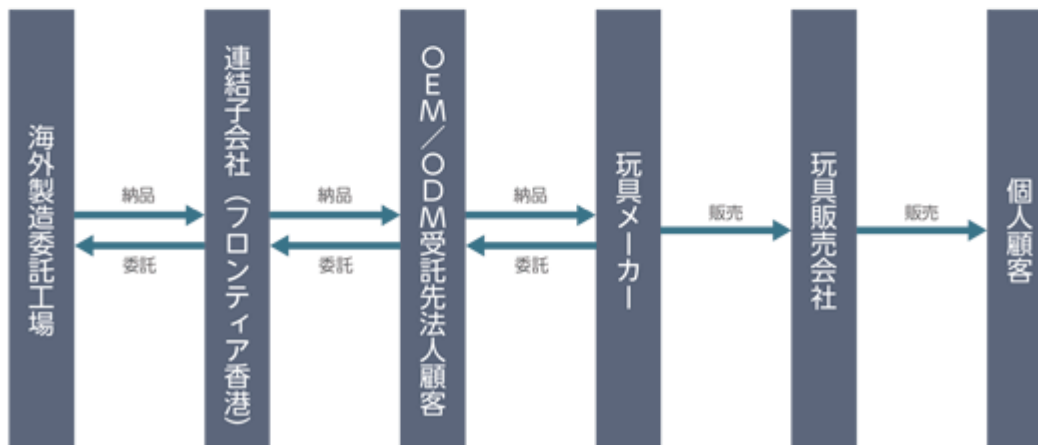 海外製造委託工場
納品
委託
連結子会社（フロンティア香港）
納品
委託
OEM／ODM受託先法人顧客
納品
委託
玩具メーカー
販売
玩具販売会社
販売
個人顧客